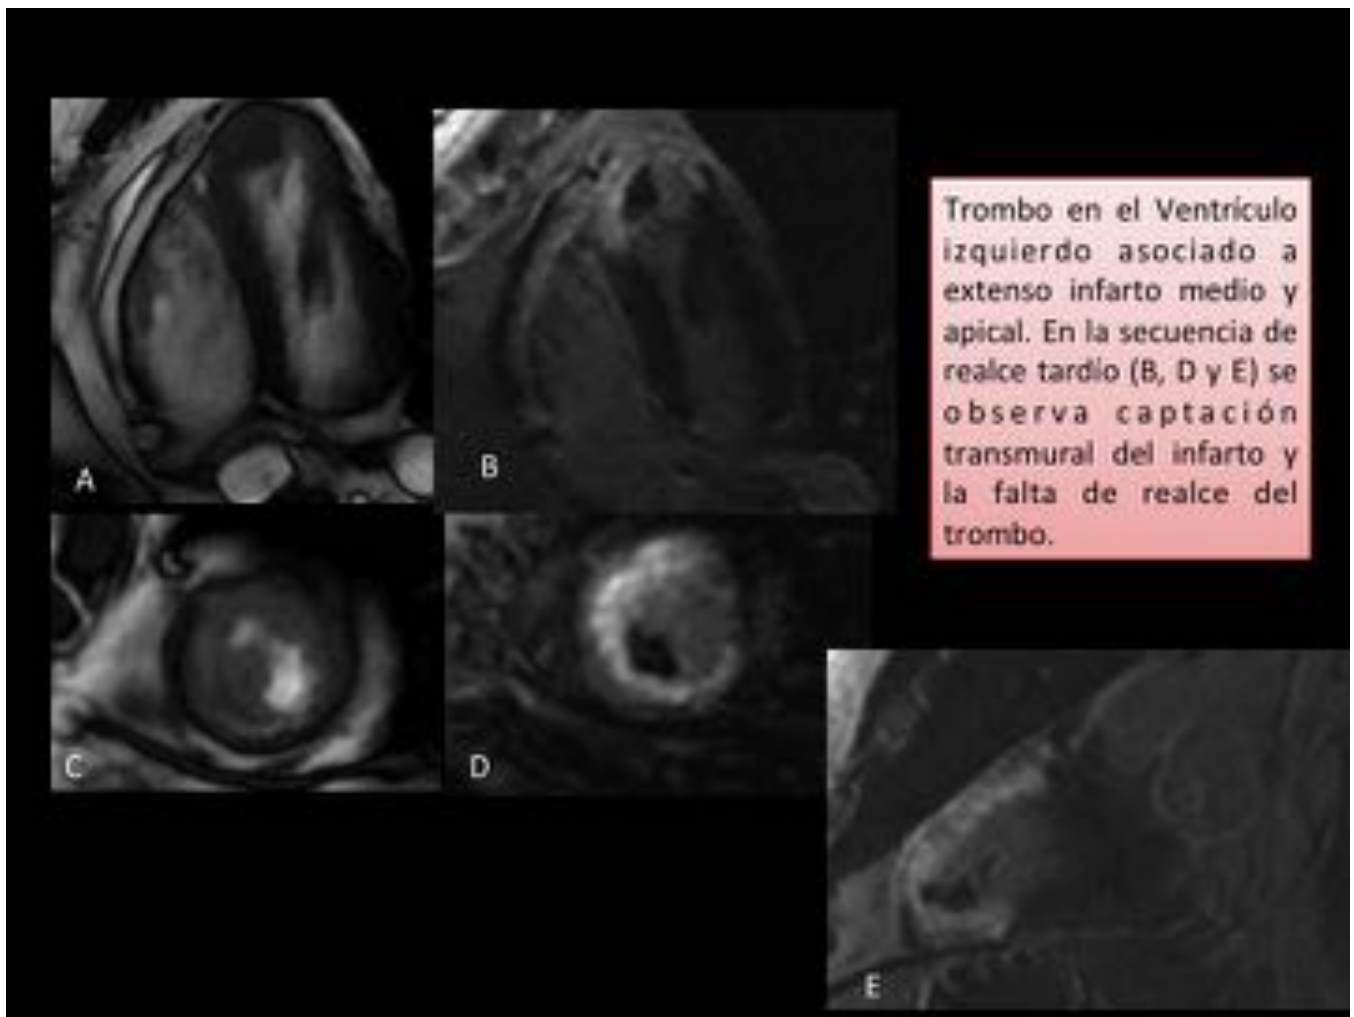 A
B
Trombo en el Ventrículo
izquierdo asociado a
extenso infarto medio y
apical. En la secuencia de
realce tardío (B, D y E) se
observa captación
transmural del infarto y
la falta de realce del
trombo.
C
D
E